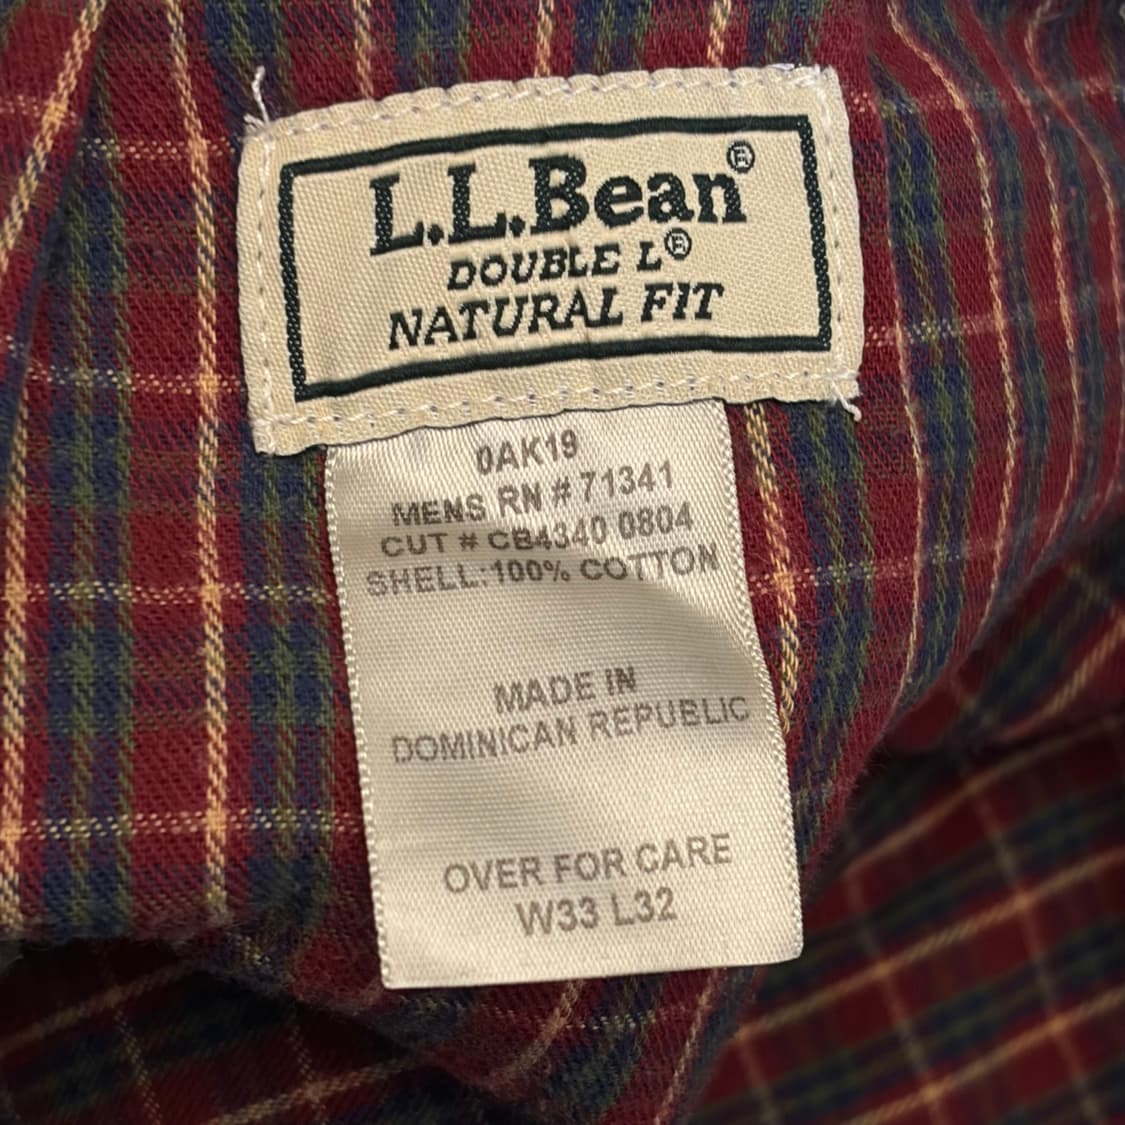 L.L.Bean®
DOUBLE L®
NATURAL FIT
0AK19
MENS RN # 71341
CUT # CB4340 0804
SHELL: 100% COTTON
MADE IN
DOMINICAN REPUBLIC
OVER FOR CARE
W33 L32